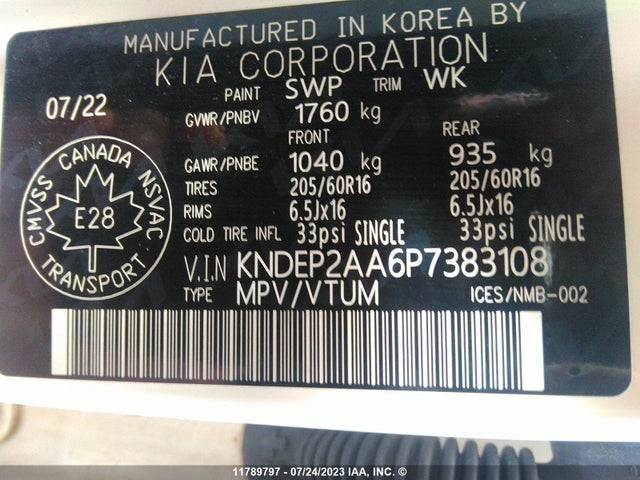 MANUFACTURED IN KOREA BY
KIA CORPORATION
07/22 PAINT SWP TRIM WK
GVWR/PNBV 1760 kg
FRONT REAR
GAWR/PNBE 1040 kg 935 kg
TIRES 205/60R16 205/60R16
RIMS 6.5Jx16 6.5Jx16
COLD TIRE INFL 33psi SINGLE 33psi SINGLE
V.I.N KNDEP2AA6P7383108
TYPE MPV/VTUM ICES/NMB-002
CANADA
CMVSS NSVAC
E28
TRANSPORT
11789797 - 07/24/2023 IAA, INC. ©